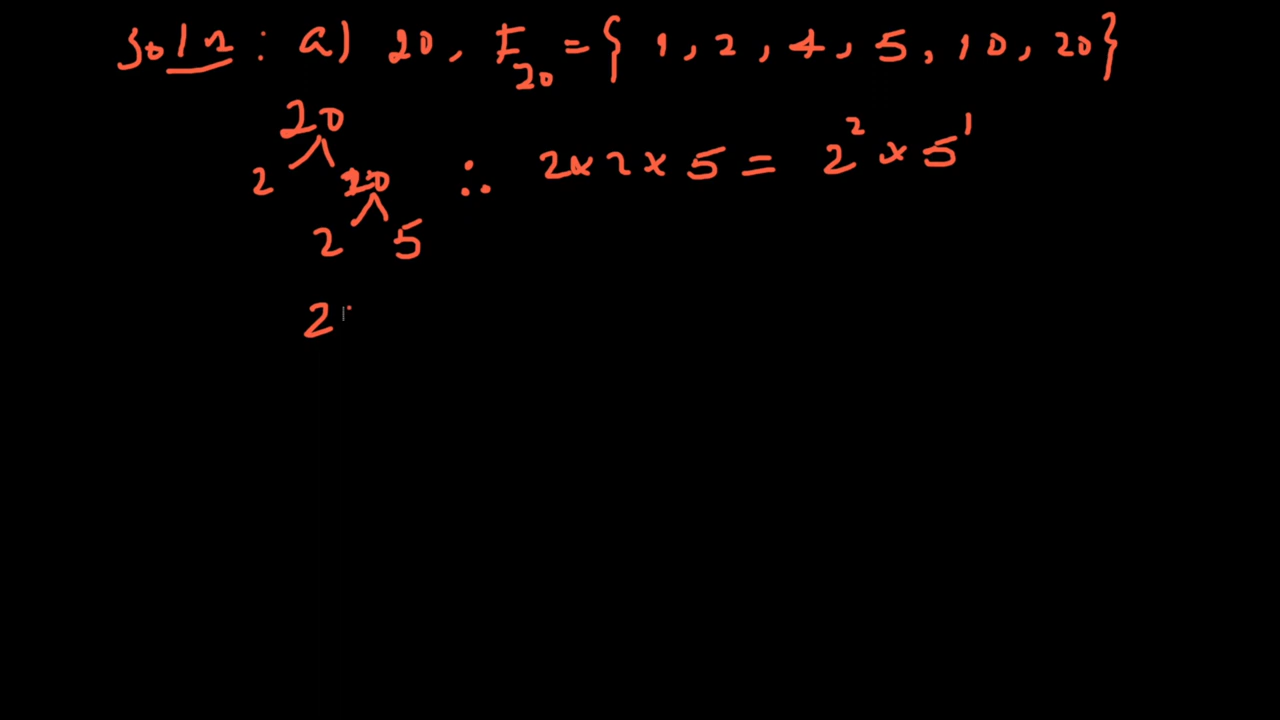 Soln : a) 20, F₂₀ = { 1, 2, 4, 5, 10, 20}
20
2 ∴ 2 x 2 x 5 = 2² x 5¹
2 5
2